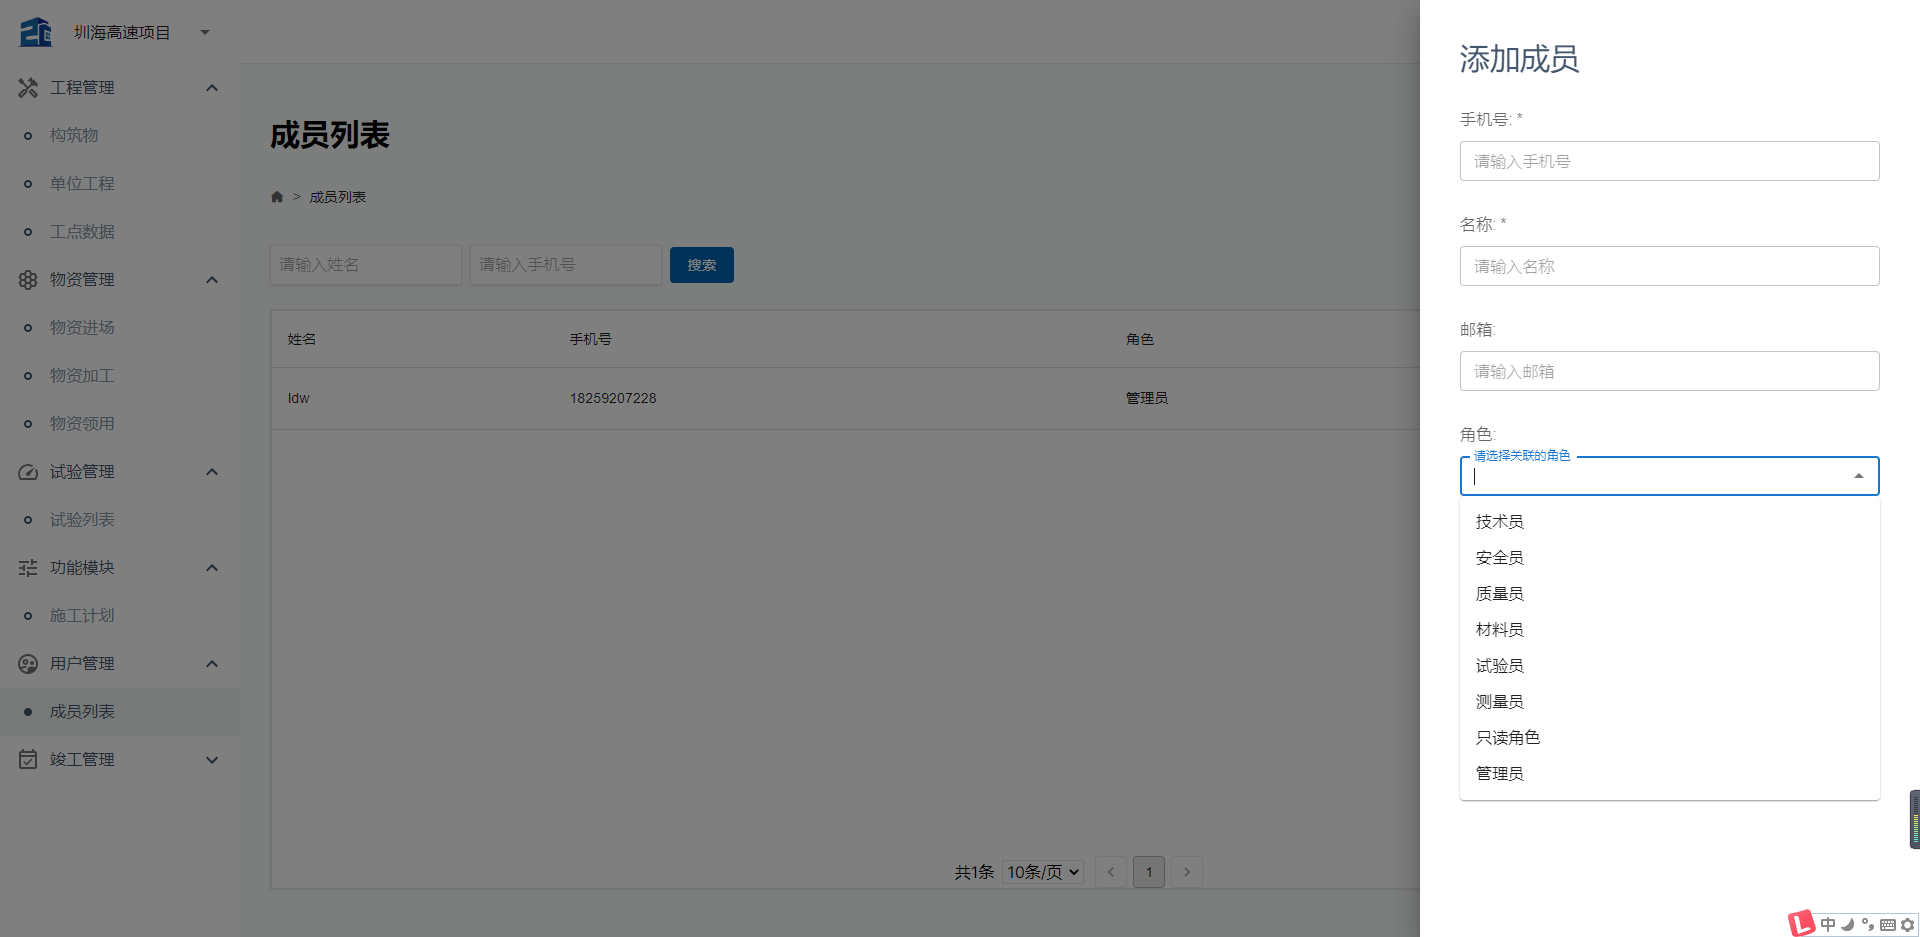 圳海高速项目
工程管理
构筑物
单位工程
工点数据
物资管理
物资进场
物资加工
物资领用
试验管理
试验列表
功能模块
施工计划
用户管理
成员列表
竣工管理
成员列表
> 成员列表
请输入姓名 请输入手机号 搜索
姓名 手机号 角色
ldw 18259207228 管理员
共1条 10条/页 < 1 >
添加成员
手机号: *
请输入手机号
名称: *
请输入名称
邮箱:
请输入邮箱
角色:
请选择关联的角色
技术员
安全员
质量员
材料员
试验员
测量员
只读角色
管理员
中